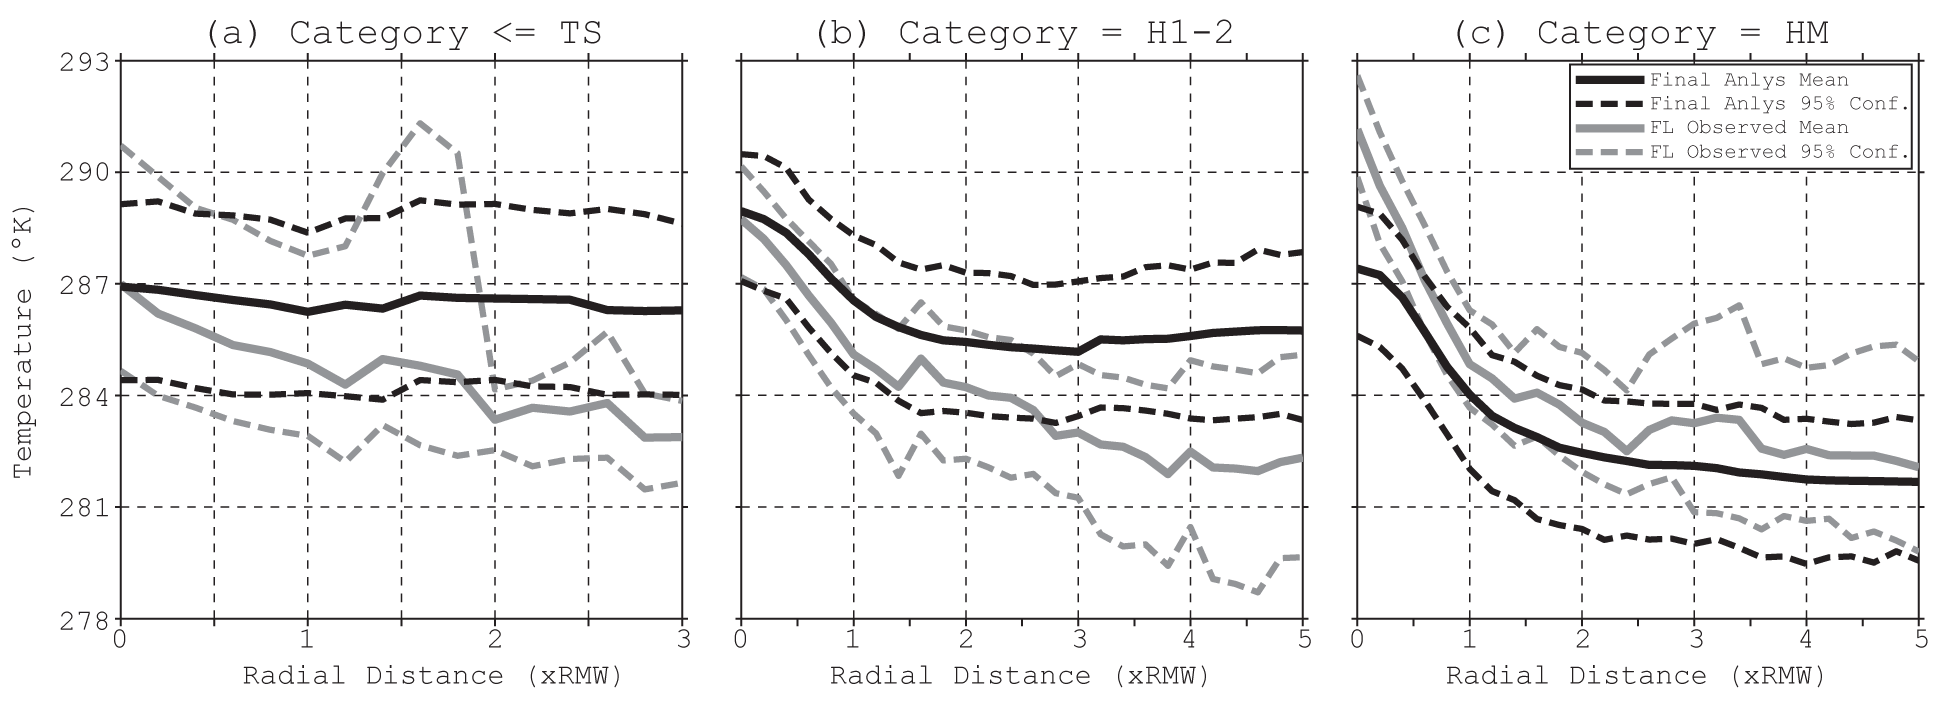 (a) Category <= TS
(b) Category = H1-2
(c) Category = HM
Temperature (°K)
293
290
287
284
281
278
0 1 2 3
0 1 2 3 4 5
0 1 2 3 4 5
Radial Distance (xRMW)
Radial Distance (xRMW)
Radial Distance (xRMW)
Final Anlys Mean
Final Anlys 95% Conf.
FL Observed Mean
FL Observed 95% Conf.